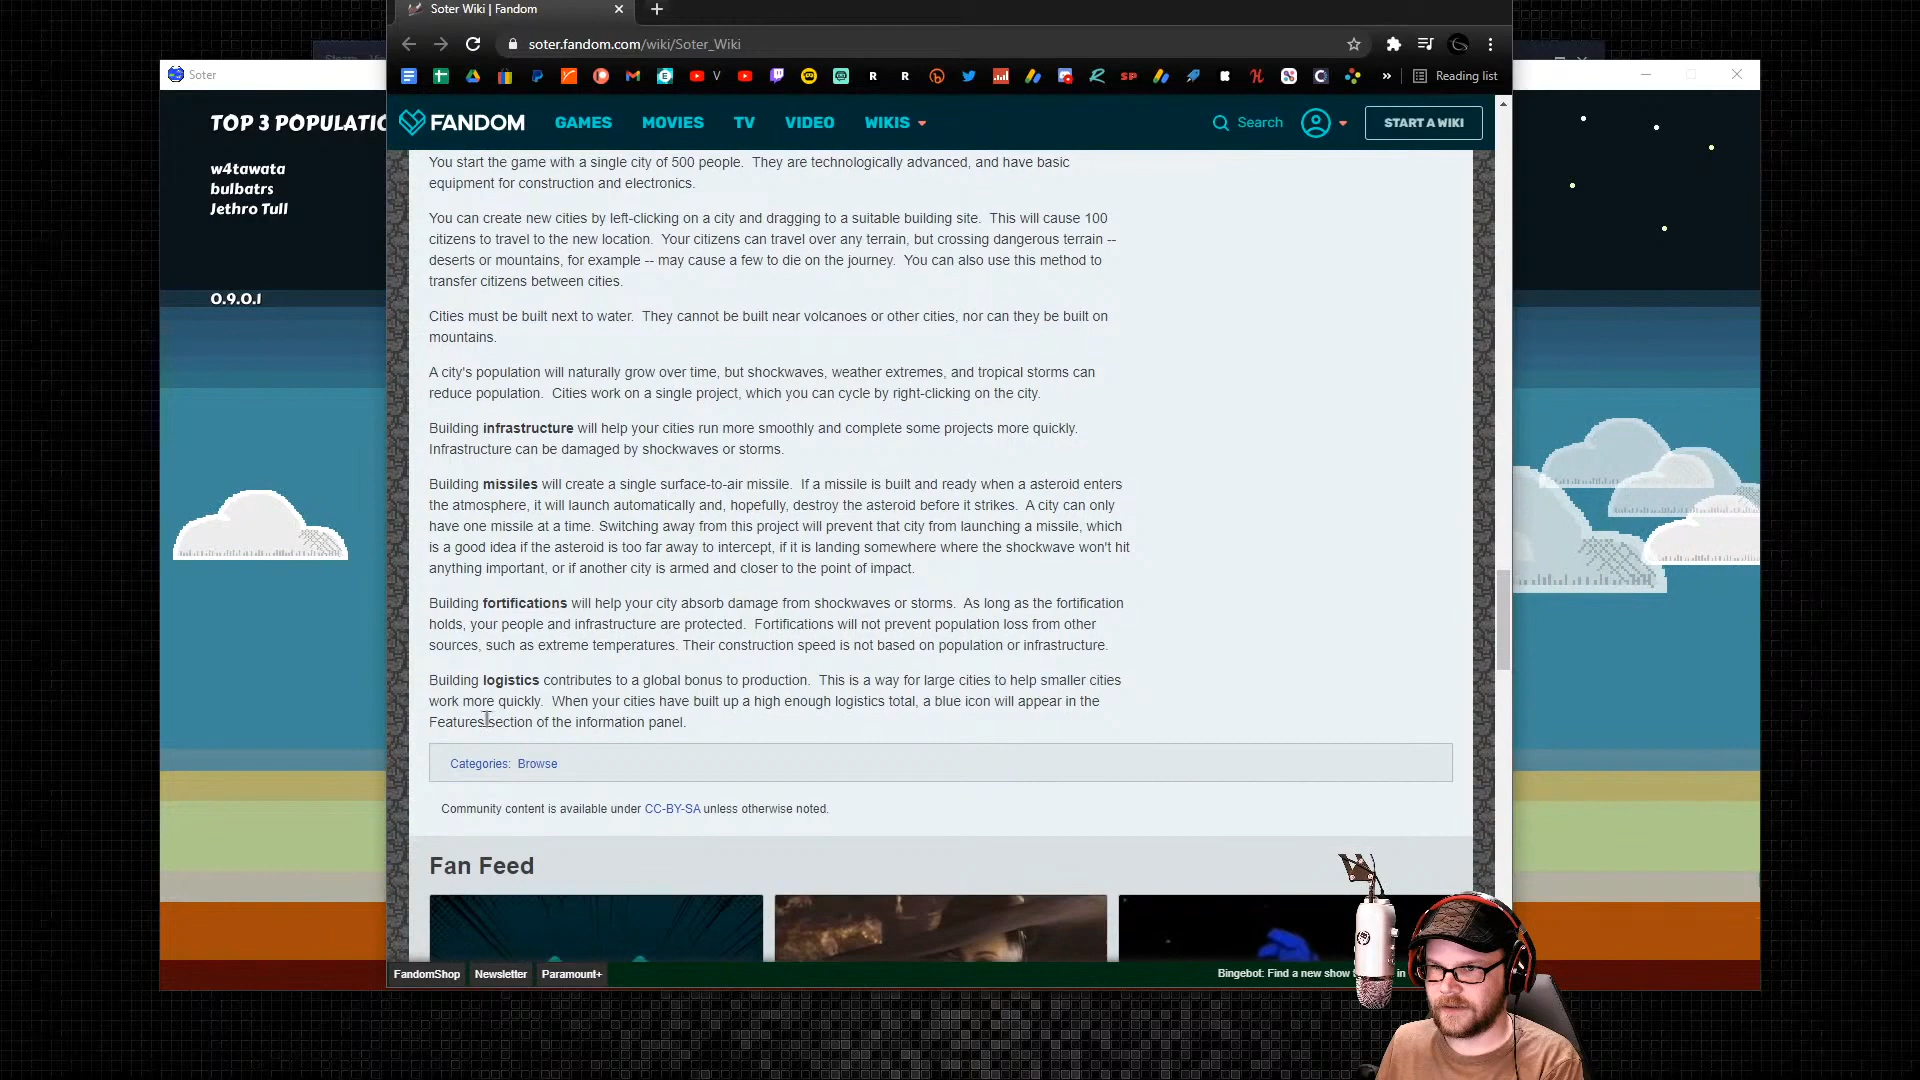 Soter Wiki | Fandom
soter.fandom.com/wiki/Soter_Wiki
Reading list
Soter
TOP 3 POPULATIO
w4tawata
bulbatrs
Jethro Tull
0.9.0.1
FANDOM
GAMES
MOVIES
TV
VIDEO
WIKIS
Search
START A WIKI
You start the game with a single city of 500 people. They are technologically advanced, and have basic
equipment for construction and electronics.
You can create new cities by left-clicking on a city and dragging to a suitable building site. This will cause 100
citizens to travel to the new location. Your citizens can travel over any terrain, but crossing dangerous terrain --
deserts or mountains, for example -- may cause a few to die on the journey. You can also use this method to
transfer citizens between cities.
Cities must be built next to water. They cannot be built near volcanoes or other cities, nor can they be built on
mountains.
A city's population will naturally grow over time, but shockwaves, weather extremes, and tropical storms can
reduce population. Cities work on a single project, which you can cycle by right-clicking on the city.
Building infrastructure will help your cities run more smoothly and complete some projects more quickly.
Infrastructure can be damaged by shockwaves or storms.
Building missiles will create a single surface-to-air missile. If a missile is built and ready when a asteroid enters
the atmosphere, it will launch automatically and, hopefully, destroy the asteroid before it strikes. A city can only
have one missile at a time. Switching away from this project will prevent that city from launching a missile, which
is a good idea if the asteroid is too far away to intercept, if it is landing somewhere where the shockwave won't hit
anything important, or if another city is armed and closer to the point of impact.
Building fortifications will help your city absorb damage from shockwaves or storms. As long as the fortification
holds, your people and infrastructure are protected. Fortifications will not prevent population loss from other
sources, such as extreme temperatures. Their construction speed is not based on population or infrastructure.
Building logistics contributes to a global bonus to production. This is a way for large cities to help smaller cities
work more quickly. When your cities have built up a high enough logistics total, a blue icon will appear in the
Features section of the information panel.
Categories: Browse
Community content is available under CC-BY-SA unless otherwise noted.
Fan Feed
FandomShop
Newsletter
Paramount+
Bingebot: Find a new show
in